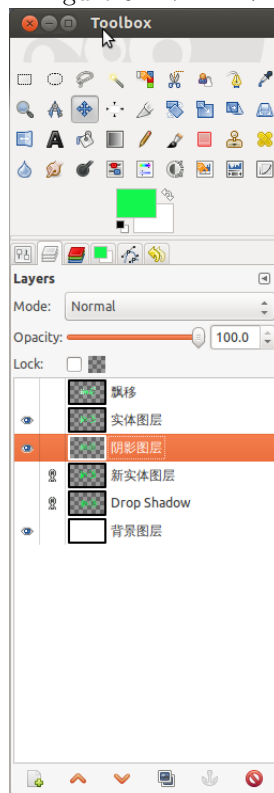 Toolbox
Layers
Mode: Normal
Opacity: 100.0
Lock:
飘移
实体图层
阴影图层
新实体图层
Drop Shadow
背景图层